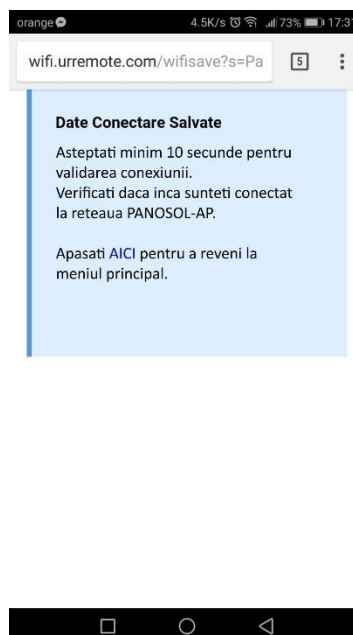 orange 4.5K/s 73% 17:31
wifi.urremote.com/wifisave?s=Pa 5
Date Conectare Salvate
Asteptati minim 10 secunde pentru
validarea conexiunii.
Verificati daca inca sunteti conectat
la reteaua PANOSOL-AP.
Apasati AICI pentru a reveni la
meniul principal.